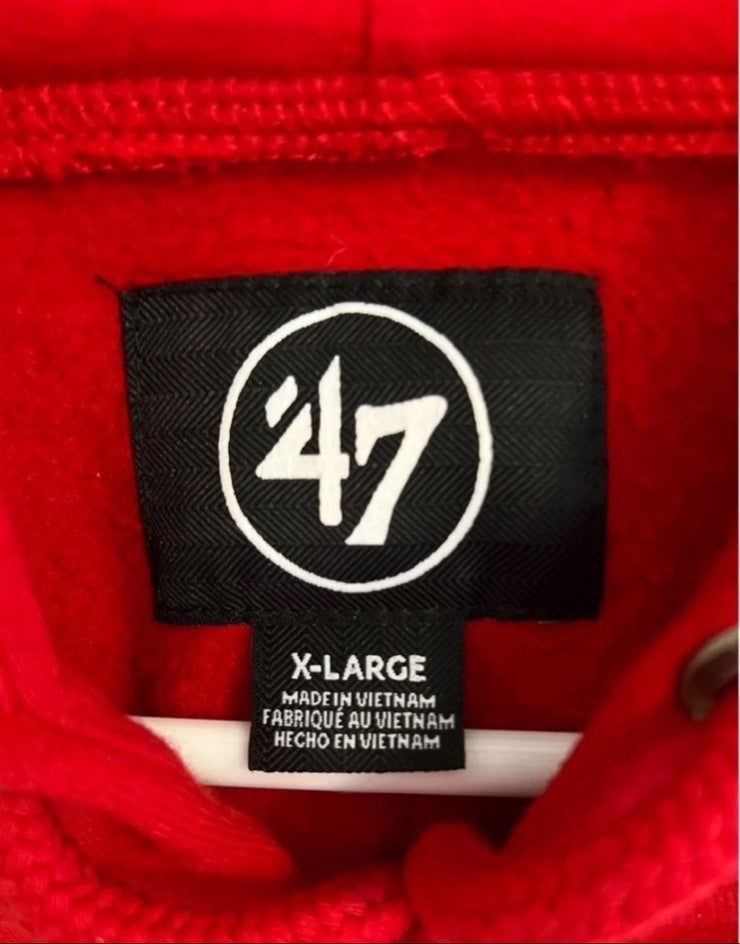 '47
X-LARGE
MADE IN VIETNAM
FABRIQUÉ AU VIETNAM
HECHO EN VIETNAM